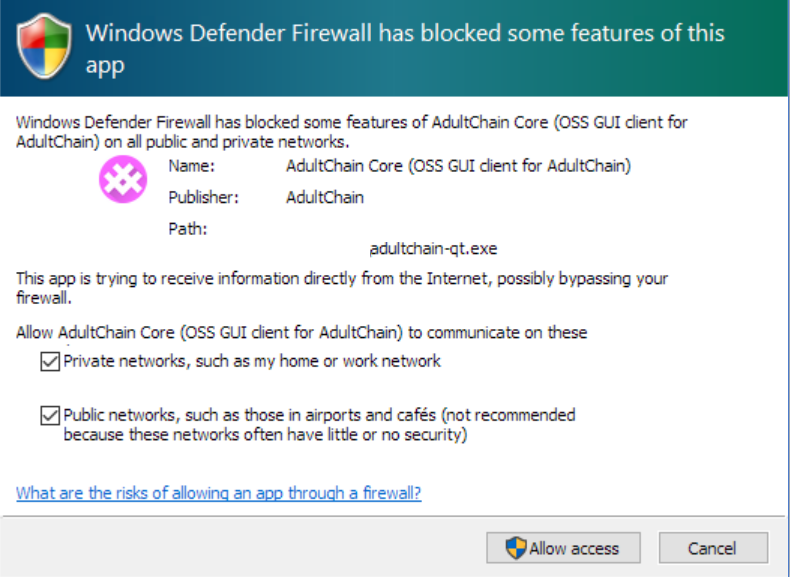 Windows Defender Firewall has blocked some features of this
app
Windows Defender Firewall has blocked some features of AdultChain Core (OSS GUI client for
AdultChain) on all public and private networks.
Name: AdultChain Core (OSS GUI client for AdultChain)
Publisher: AdultChain
Path:
adultchain-qt.exe
This app is trying to receive information directly from the Internet, possibly bypassing your
firewall.
Allow AdultChain Core (OSS GUI client for AdultChain) to communicate on these
Private networks, such as my home or work network
Public networks, such as those in airports and cafés (not recommended
because these networks often have little or no security)
What are the risks of allowing an app through a firewall?
Allow access Cancel